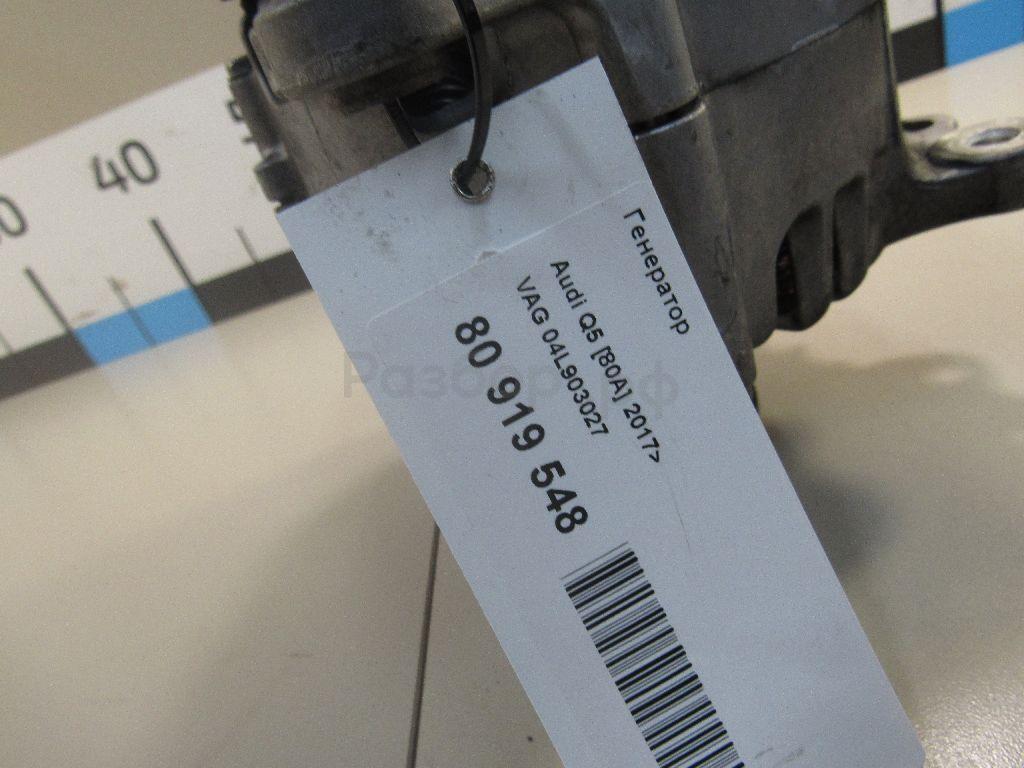 Генератор
Audi Q5 [80A] 2017>
VAG 04L903027
80 919 548
40